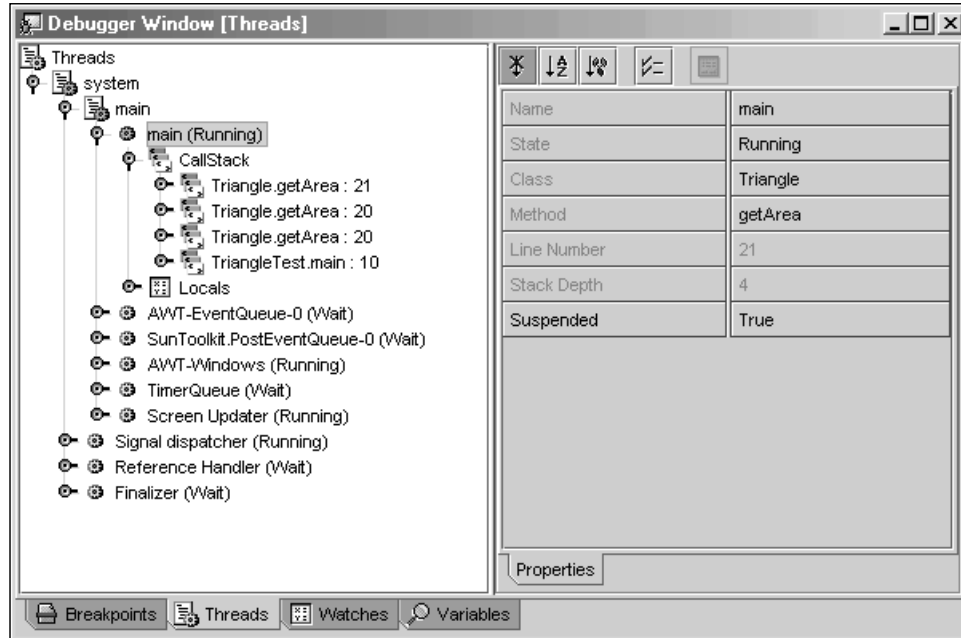 Debugger Window [Threads]
Threads
system
main
main (Running)
CallStack
Triangle.getArea : 21
Triangle.getArea : 20
Triangle.getArea : 20
TriangleTest.main : 10
Locals
AWT-EventQueue-0 (Wait)
SunToolkit.PostEventQueue-0 (Wait)
AWT-Windows (Running)
TimerQueue (Wait)
Screen Updater (Running)
Signal dispatcher (Running)
Reference Handler (Wait)
Finalizer (Wait)
Name main
State Running
Class Triangle
Method getArea
Line Number 21
Stack Depth 4
Suspended True
Properties
Breakpoints Threads Watches Variables